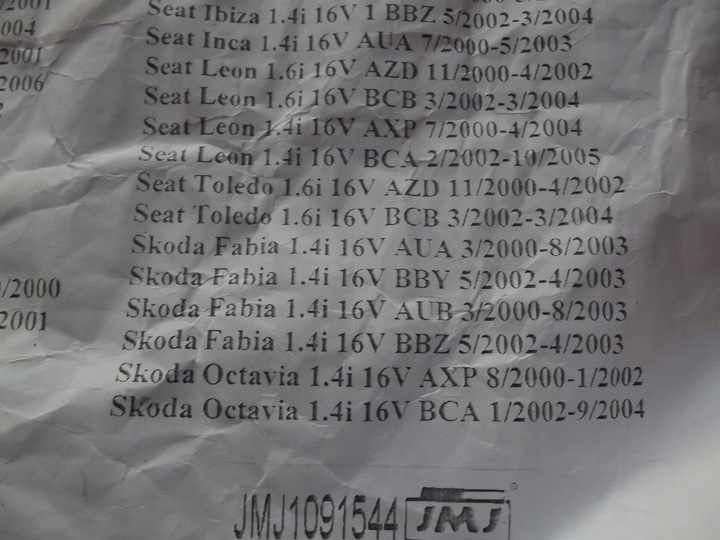 /2001
Seat Ibiza 1.4i 16V 1 BBZ 5/2002-3/2004
004
Seat Inca 1.4i 16V AUA 7/2000-5/2003
2001
Seat Leon 1.6i 16V AZD 11/2000-4/2002
2006
Seat Leon 1.6i 16V BCB 3/2002-3/2004
Seat Leon 1.4i 16V AXP 7/2000-4/2004
Seat Leon 1.4i 16V BCA 2/2002-10/2005
Seat Toledo 1.6i 16V AZD 11/2000-4/2002
Seat Toledo 1.6i 16V BCB 3/2002-3/2004
Skoda Fabia 1.4i 16V AUA 3/2000-8/2003
Skoda Fabia 1.4i 16V BBY 5/2002-4/2003
/2000
Skoda Fabia 1.4i 16V AUB 3/2000-8/2003
2001
Skoda Fabia 1.4i 16V BBZ 5/2002-4/2003
Skoda Octavia 1.4i 16V AXP 8/2000-1/2002
Skoda Octavia 1.4i 16V BCA 1/2002-9/2004
JMJ1091544 JMJ